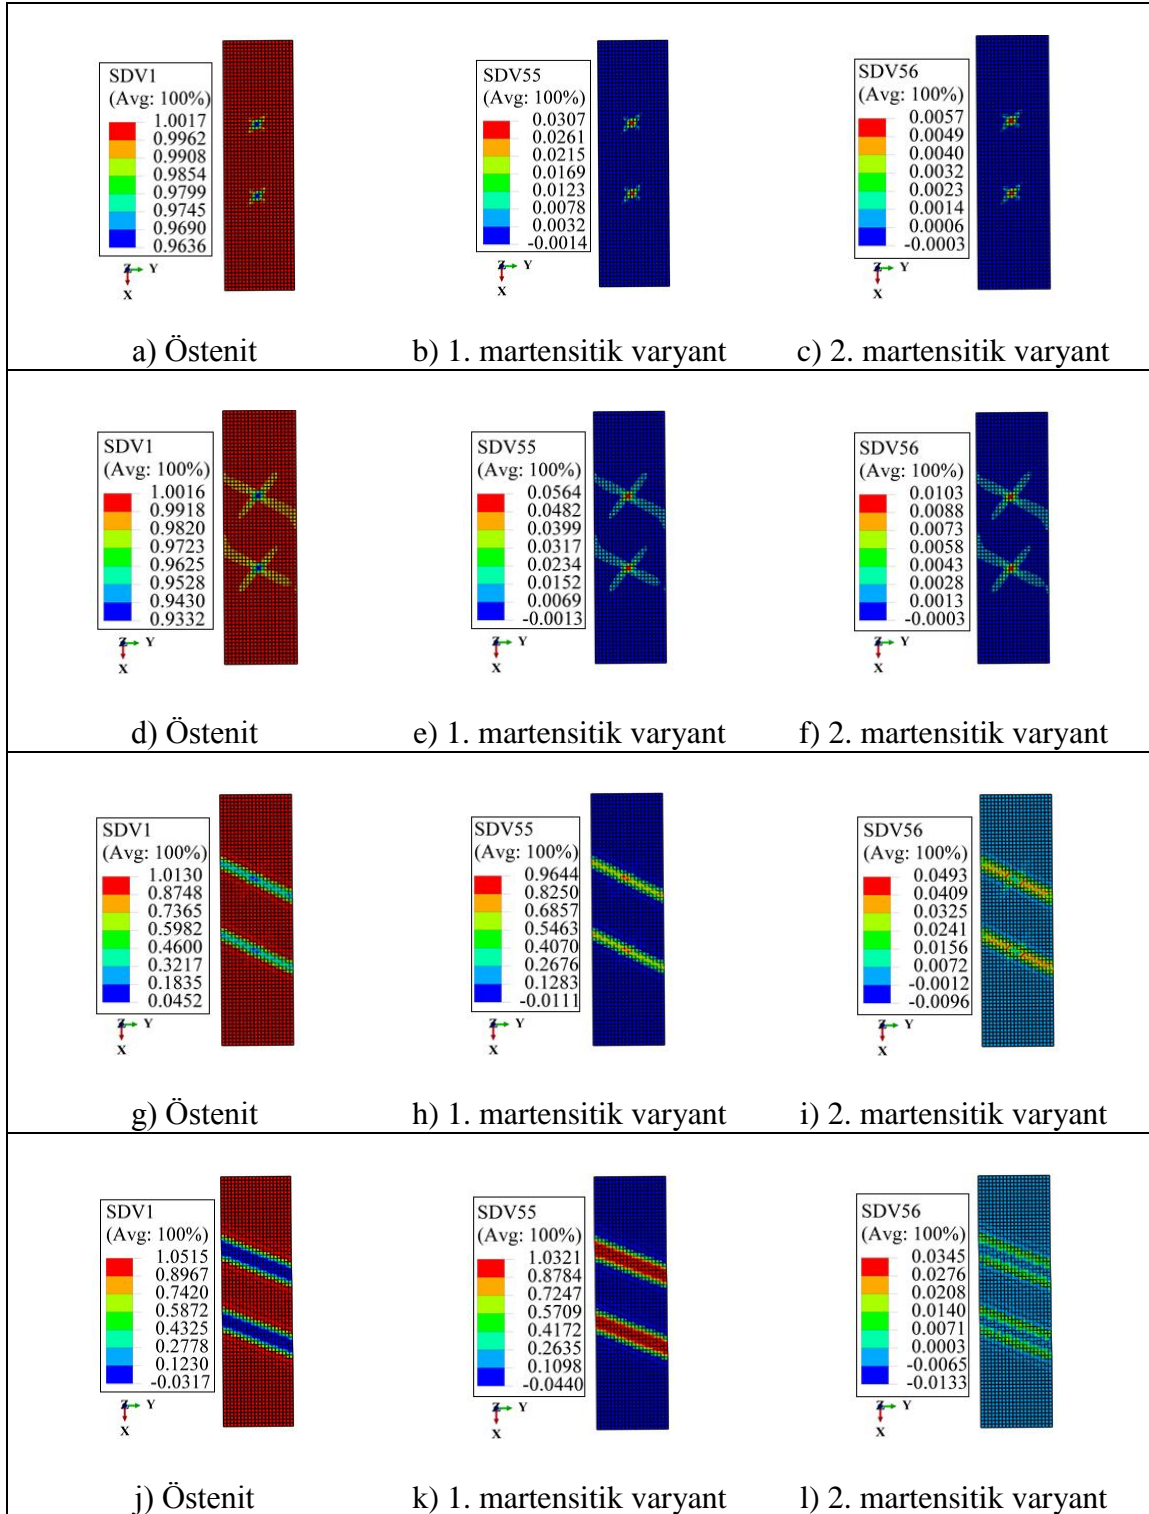 SDV1
(Avg: 100%)
1.0017
0.9962
0.9908
0.9854
0.9799
0.9745
0.9690
0.9636
Z Y
X
SDV55
(Avg: 100%)
0.0307
0.0261
0.0215
0.0169
0.0123
0.0078
0.0032
-0.0014
Z Y
X
SDV56
(Avg: 100%)
0.0057
0.0049
0.0040
0.0032
0.0023
0.0014
0.0006
-0.0003
Z Y
X
a) Östenit
b) 1. martensitik varyant
c) 2. martensitik varyant
SDV1
(Avg: 100%)
1.0016
0.9918
0.9820
0.9723
0.9625
0.9528
0.9430
0.9332
Z Y
X
SDV55
(Avg: 100%)
0.0564
0.0482
0.0399
0.0317
0.0234
0.0152
0.0069
-0.0013
Z Y
X
SDV56
(Avg: 100%)
0.0103
0.0088
0.0073
0.0058
0.0043
0.0028
0.0013
-0.0003
Z Y
X
d) Östenit
e) 1. martensitik varyant
f) 2. martensitik varyant
SDV1
(Avg: 100%)
1.0130
0.8748
0.7365
0.5982
0.4600
0.3217
0.1835
0.0452
Z Y
X
SDV55
(Avg: 100%)
0.9644
0.8250
0.6857
0.5463
0.4070
0.2676
0.1283
-0.0111
Z Y
X
SDV56
(Avg: 100%)
0.0493
0.0409
0.0325
0.0241
0.0156
0.0072
-0.0012
-0.0096
Z Y
X
g) Östenit
h) 1. martensitik varyant
i) 2. martensitik varyant
SDV1
(Avg: 100%)
1.0515
0.8967
0.7420
0.5872
0.4325
0.2778
0.1230
-0.0317
Z Y
X
SDV55
(Avg: 100%)
1.0321
0.8784
0.7247
0.5709
0.4172
0.2635
0.1098
-0.0440
Z Y
X
SDV56
(Avg: 100%)
0.0345
0.0276
0.0208
0.0140
0.0071
0.0003
-0.0065
-0.0133
Z Y
X
j) Östenit
k) 1. martensitik varyant
l) 2. martensitik varyant